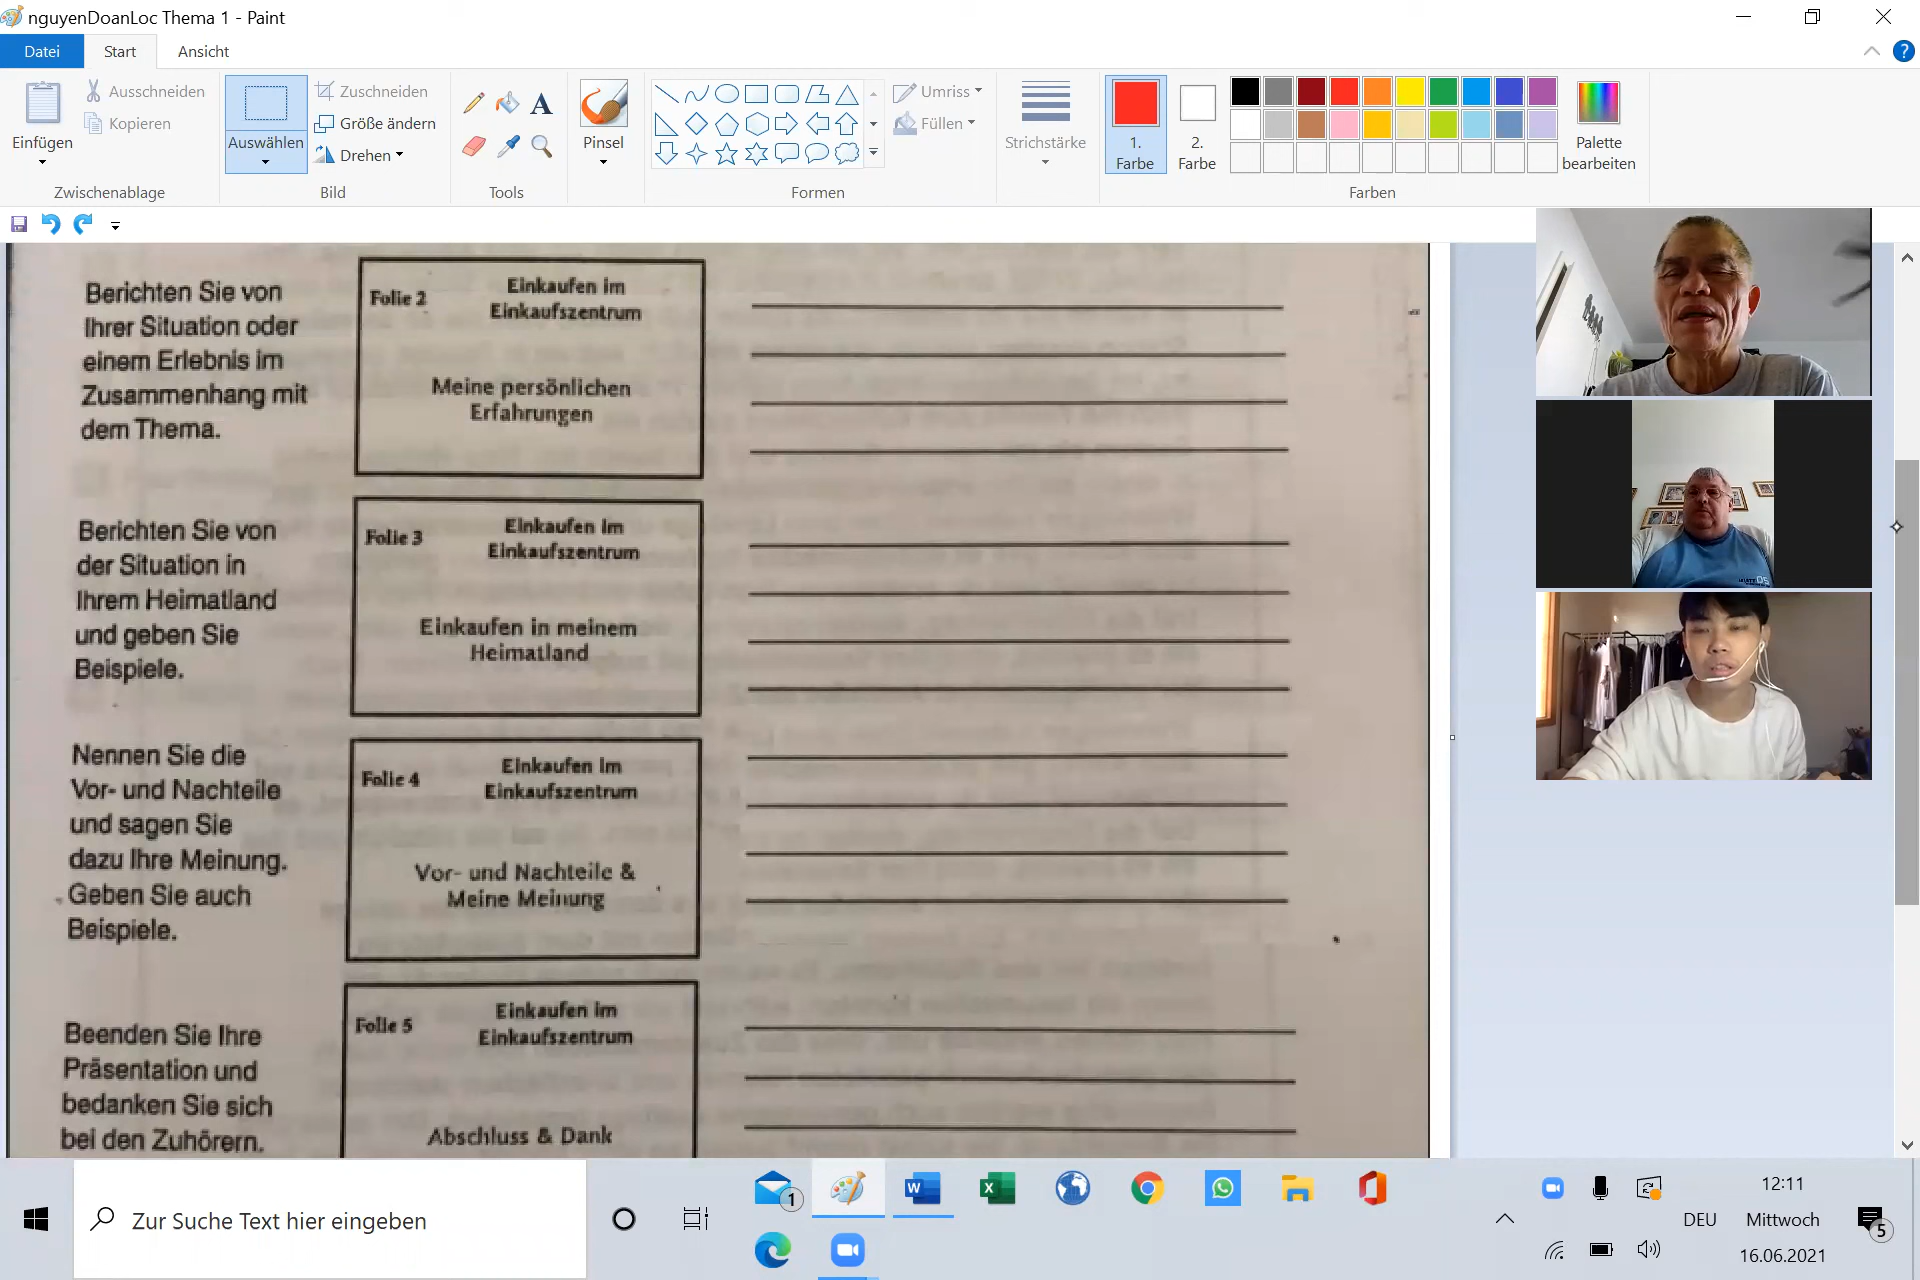 nguyenDoanLoc Thema 1 - Paint
Datei
Start
Ansicht
Einfügen
Ausschneiden
Kopieren
Zwischenablage
Auswählen
Zuschneiden
Größe ändern
Drehen
Bild
A
Tools
Pinsel
Formen
Umriss
Füllen
Strichstärke
1.
Farbe
2.
Farbe
Farben
Palette
bearbeiten
?
Berichten Sie von
Ihrer Situation oder
einem Erlebnis im
Zusammenhang mit
dem Thema.
Folie 2
Einkaufen im
Einkaufszentrum
Meine persönlichen
Erfahrungen
Berichten Sie von
der Situation in
Ihrem Heimatland
und geben Sie
Beispiele.
Folie 3
Einkaufen im
Einkaufszentrum
Einkaufen in meinem
Heimatland
Nennen Sie die
Vor- und Nachteile
und sagen Sie
dazu Ihre Meinung.
Geben Sie auch
Beispiele.
Folie 4
Einkaufen im
Einkaufszentrum
Vor- und Nachteile &
Meine Meinung
Beenden Sie Ihre
Präsentation und
bedanken Sie sich
bei den Zuhörern.
Folie 5
Einkaufen im
Einkaufszentrum
Abschluss & Dank
Zur Suche Text hier eingeben
1
W
X
DEU
12:11
Mittwoch
16.06.2021
5